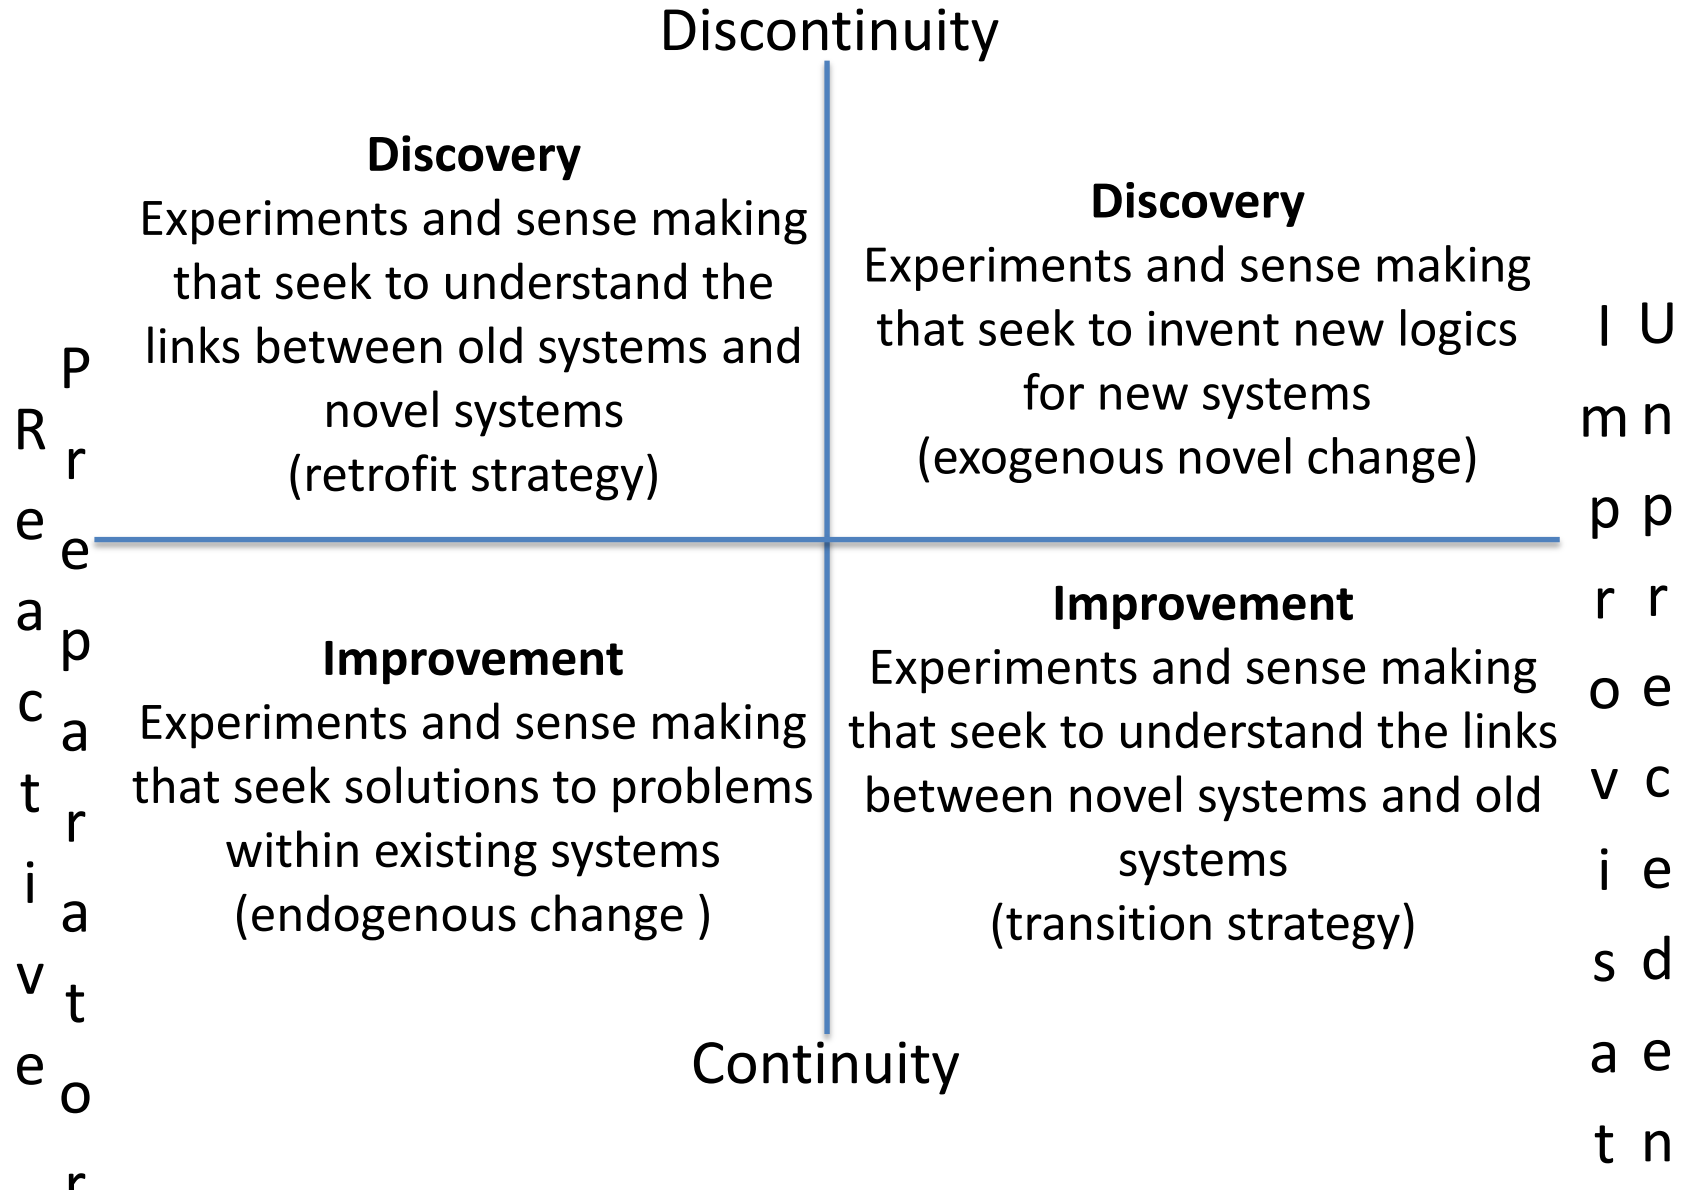 Discontinuity
Discovery
Experiments and sense making
that seek to understand the
links between old systems and
novel systems
(retrofit strategy)
Discovery
Experiments and sense making
that seek to invent new logics
for new systems
(exogenous novel change)
Reactive
Preparator
Improvement
Experiments and sense making
that seek solutions to problems
within existing systems
(endogenous change )
Improvement
Experiments and sense making
that seek to understand the links
between novel systems and old
systems
(transition strategy)
Improvisat
Unpreceden
Continuity